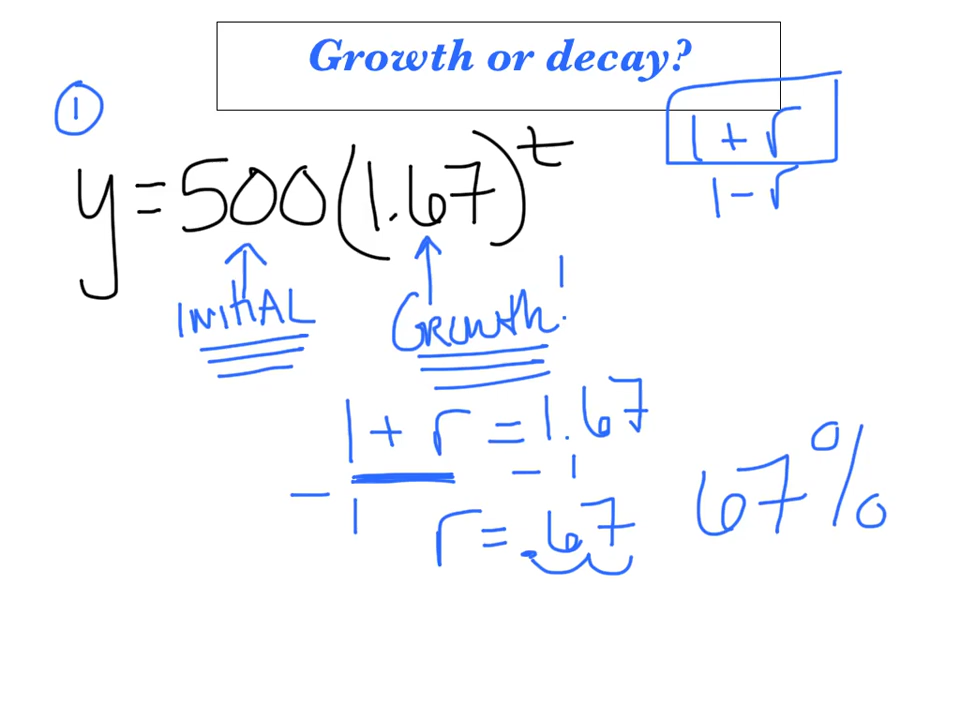 Growth or decay?
1
y=500(1.67)^t
1+r
1-r
INITIAL
GROWTH!
1+r=1.67
-1 -1
r=.67
67%